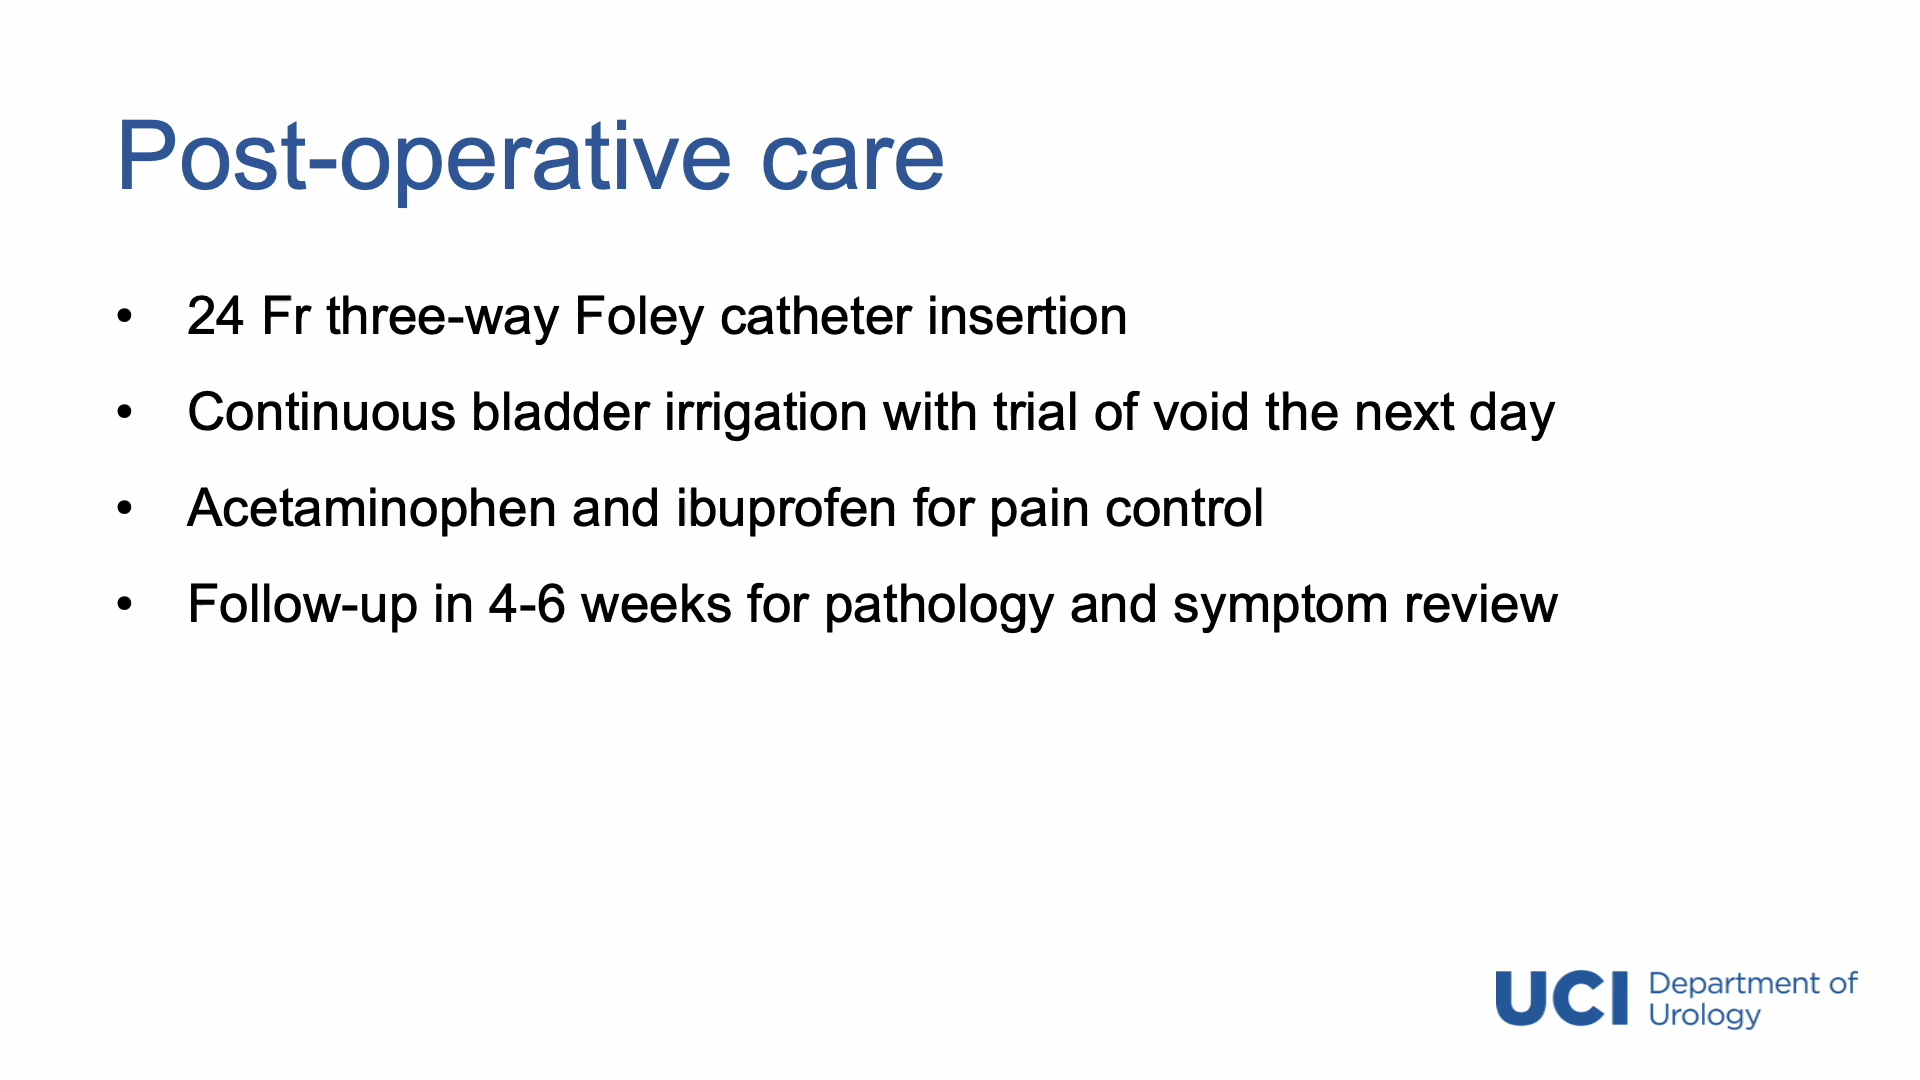 Post-operative care
• 24 Fr three-way Foley catheter insertion
• Continuous bladder irrigation with trial of void the next day
• Acetaminophen and ibuprofen for pain control
• Follow-up in 4-6 weeks for pathology and symptom review
UCI Department of
Urology